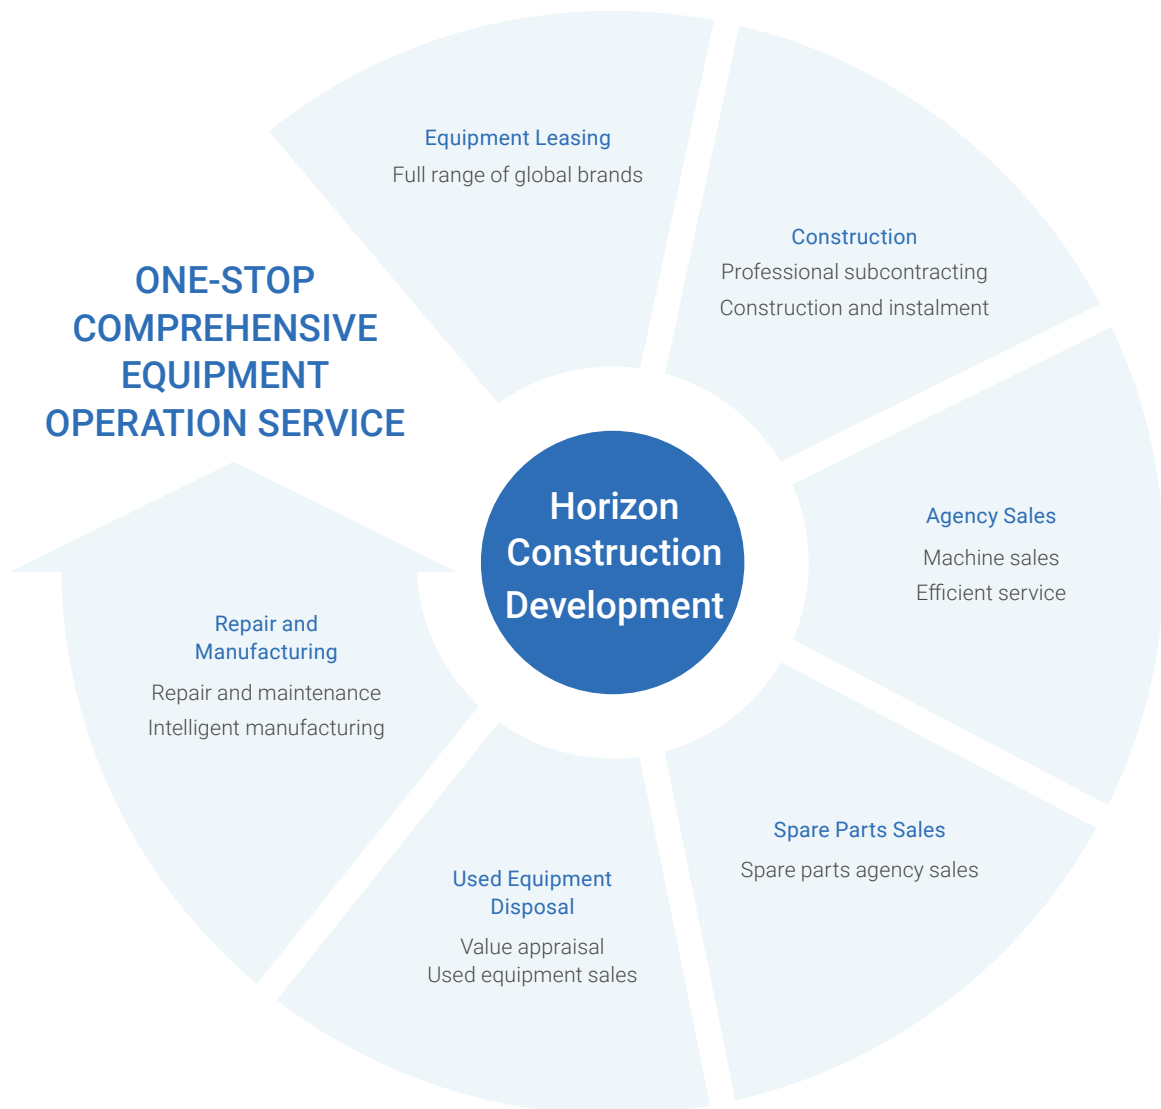 Equipment Leasing
Full range of global brands
Construction
Professional subcontracting
Construction and instalment
ONE-STOP
COMPREHENSIVE
EQUIPMENT
OPERATION SERVICE
Horizon
Construction
Development
Agency Sales
Machine sales
Efficient service
Repair and
Manufacturing
Repair and maintenance
Intelligent manufacturing
Spare Parts Sales
Spare parts agency sales
Used Equipment
Disposal
Value appraisal
Used equipment sales